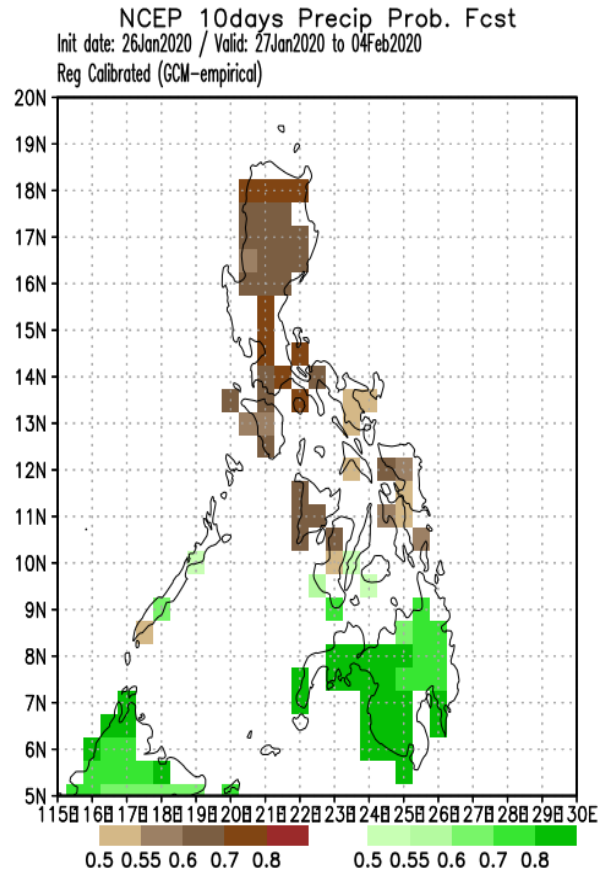 NCEP 10days Precip Prob. Fcst
Init date: 26Jan2020 / Valid: 27Jan2020 to 04Feb2020
Reg Calibrated (GCM-empirical)
20N
19N
18N
17N
16N
15N
14N
13N
12N
11N
10N
9N
8N
7N
6N
5N
115E 116E 117E 118E 119E 120E 121E 122E 123E 124E 125E 126E 127E 128E 129E 130E
0.5 0.55 0.6 0.7 0.8 0.5 0.55 0.6 0.7 0.8